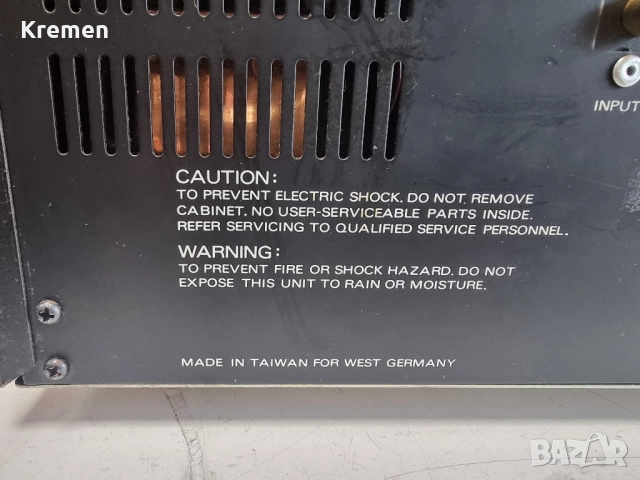 Kremen
INPUT
CAUTION:
TO PREVENT ELECTRIC SHOCK. DO NOT REMOVE
CABINET. NO USER-SERVICEABLE PARTS INSIDE.
REFER SERVICING TO QUALIFIED SERVICE PERSONNEL.
WARNING:
TO PREVENT FIRE OR SHOCK HAZARD. DO NOT
EXPOSE THIS UNIT TO RAIN OR MOISTURE.
MADE IN TAIWAN FOR WEST GERMANY
BAZAR